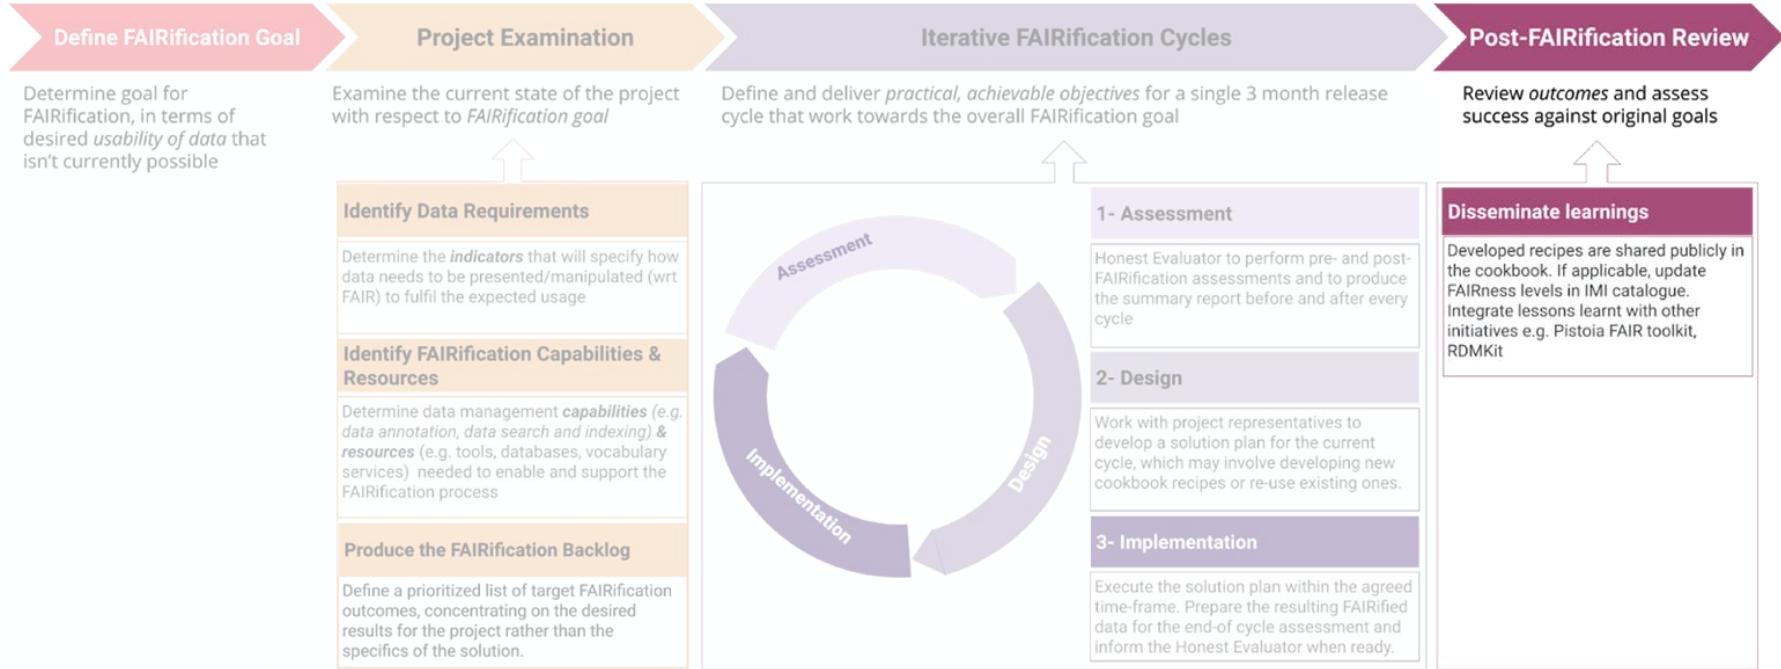 Define FAIRification Goal
Project Examination
Iterative FAIRification Cycles
Post-FAIRification Review
Determine goal for
FAIRification, in terms of
desired usability of data that
isn't currently possible
Examine the current state of the project
with respect to FAIRification goal
Define and deliver practical, achievable objectives for a single 3 month release
cycle that work towards the overall FAIRification goal
Review outcomes and assess
success against original goals
Identify Data Requirements
Determine the indicators that will specify how
data needs to be presented/manipulated (wrt
FAIR) to fulfil the expected usage
Identify FAIRification Capabilities &
Resources
Determine data management capabilities (e.g.
data annotation, data search and indexing) &
resources (e.g. tools, databases, vocabulary
services) needed to enable and support the
FAIRification process
Produce the FAIRification Backlog
Define a prioritized list of target FAIRification
outcomes, concentrating on the desired
results for the project rather than the
specifics of the solution.
Assessment
Design
Implementation
1- Assessment
Honest Evaluator to perform pre- and post-
FAIRification assessments and to produce
the summary report before and after every
cycle
2- Design
Work with project representatives to
develop a solution plan for the current
cycle, which may involve developing new
cookbook recipes or re-use existing ones.
3- Implementation
Execute the solution plan within the agreed
time-frame. Prepare the resulting FAIRified
data for the end-of cycle assessment and
inform the Honest Evaluator when ready.
Disseminate learnings
Developed recipes are shared publicly in
the cookbook. If applicable, update
FAIRness levels in IMI catalogue.
Integrate lessons learnt with other
initiatives e.g. Pistoia FAIR toolkit,
RDMKit